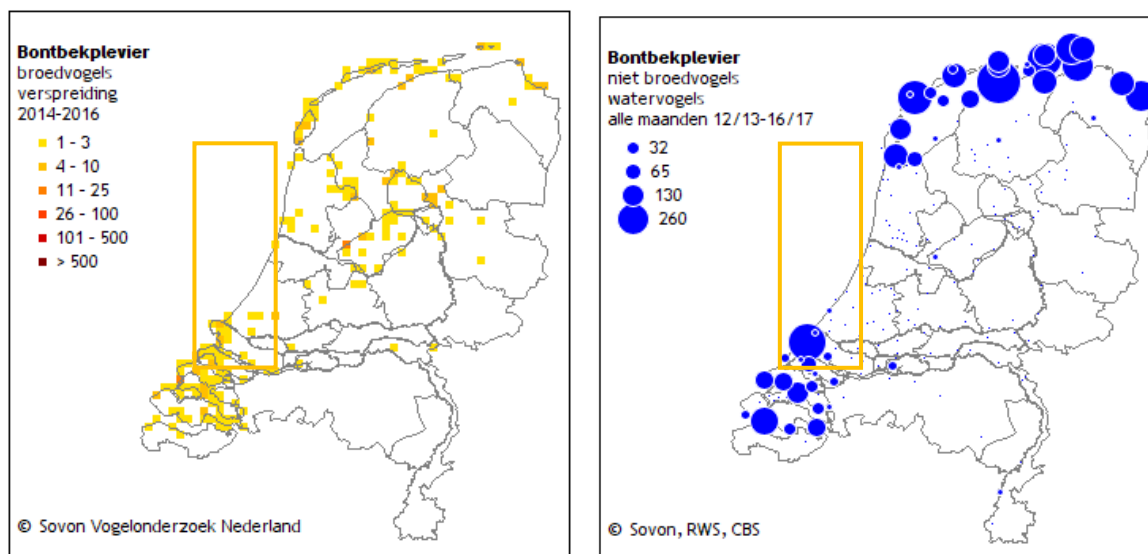 Bontbekplevier
broedvogels
verspreiding
2014-2016
1 - 3
4 - 10
11 - 25
26 - 100
101 - 500
> 500
© Sovon Vogelonderzoek Nederland
Bontbekplevier
niet broedvogels
watervogels
alle maanden 12/13-16/17
32
65
130
260
© Sovon, RWS, CBS